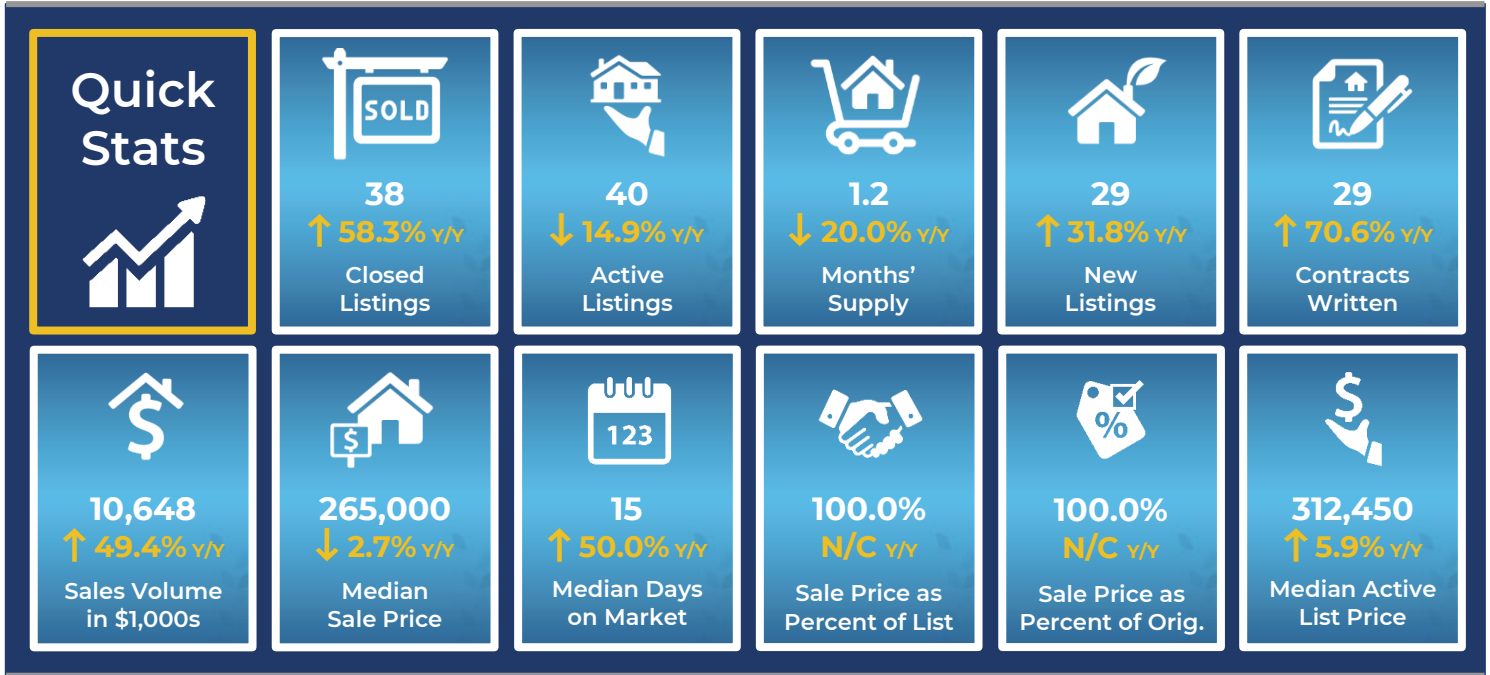 Quick
Stats
SOLD
38
↑ 58.3% Y/Y
Closed
Listings
40
↓ 14.9% Y/Y
Active
Listings
1.2
↓ 20.0% Y/Y
Months’
Supply
29
↑ 31.8% Y/Y
New
Listings
29
↑ 70.6% Y/Y
Contracts
Written
$
10,648
↑ 49.4% Y/Y
Sales Volume
in $1,000s
$
265,000
↓ 2.7% Y/Y
Median
Sale Price
123
15
↑ 50.0% Y/Y
Median Days
on Market
100.0%
N/C Y/Y
Sale Price as
Percent of List
%
100.0%
N/C Y/Y
Sale Price as
Percent of Orig.
$
312,450
↑ 5.9% Y/Y
Median Active
List Price